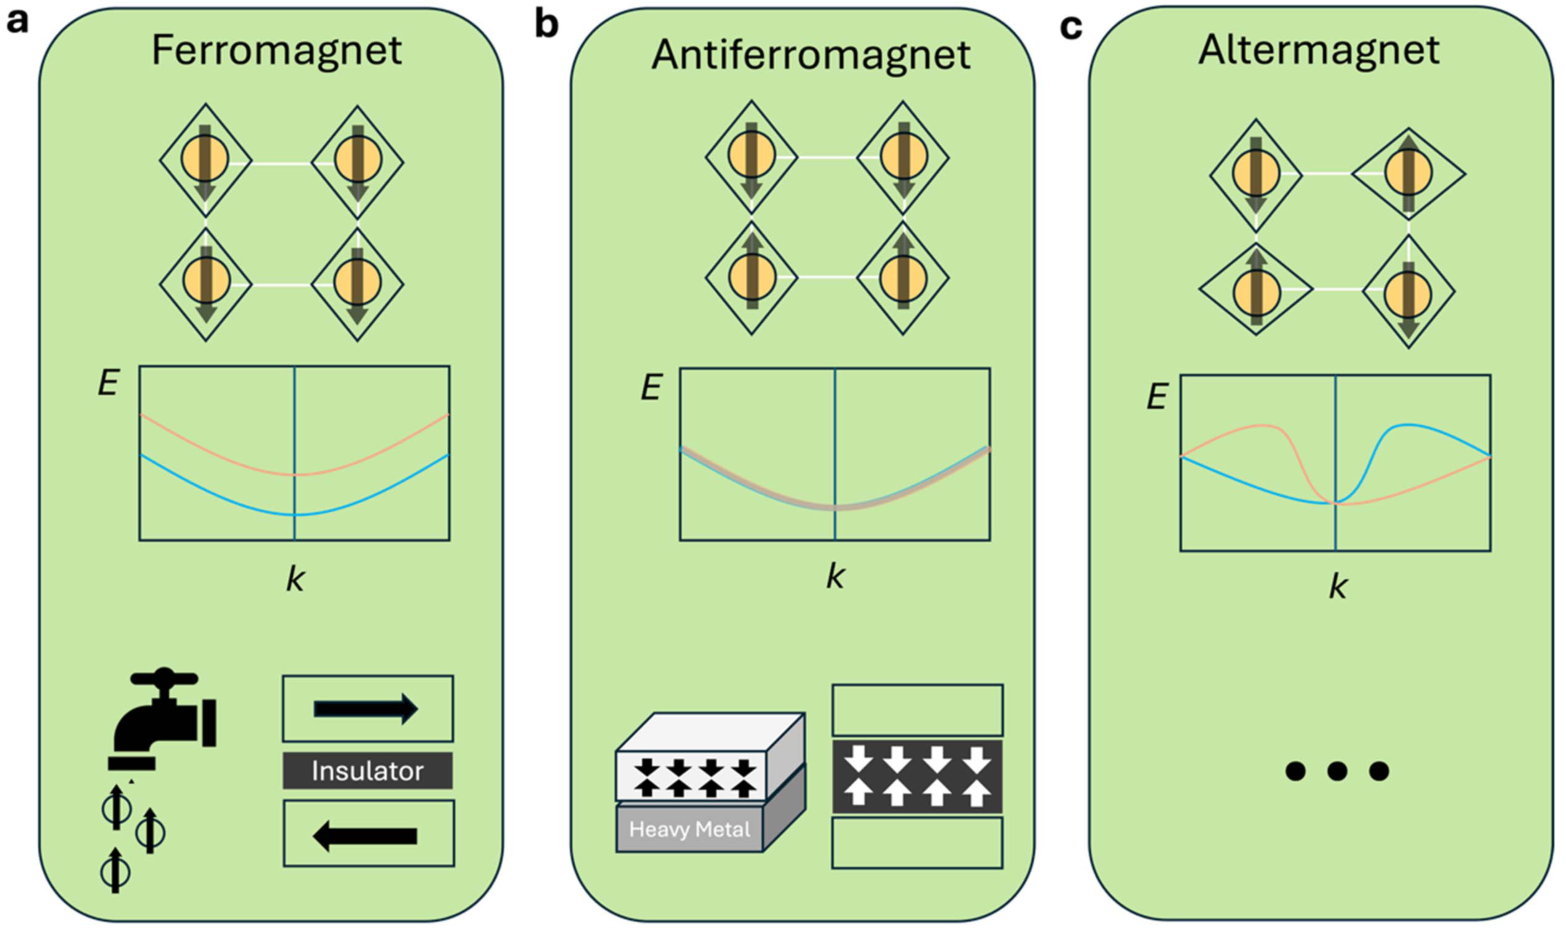 a
Ferromagnet
E
k
Insulator
b
Antiferromagnet
E
k
Heavy Metal
c
Altermagnet
E
k